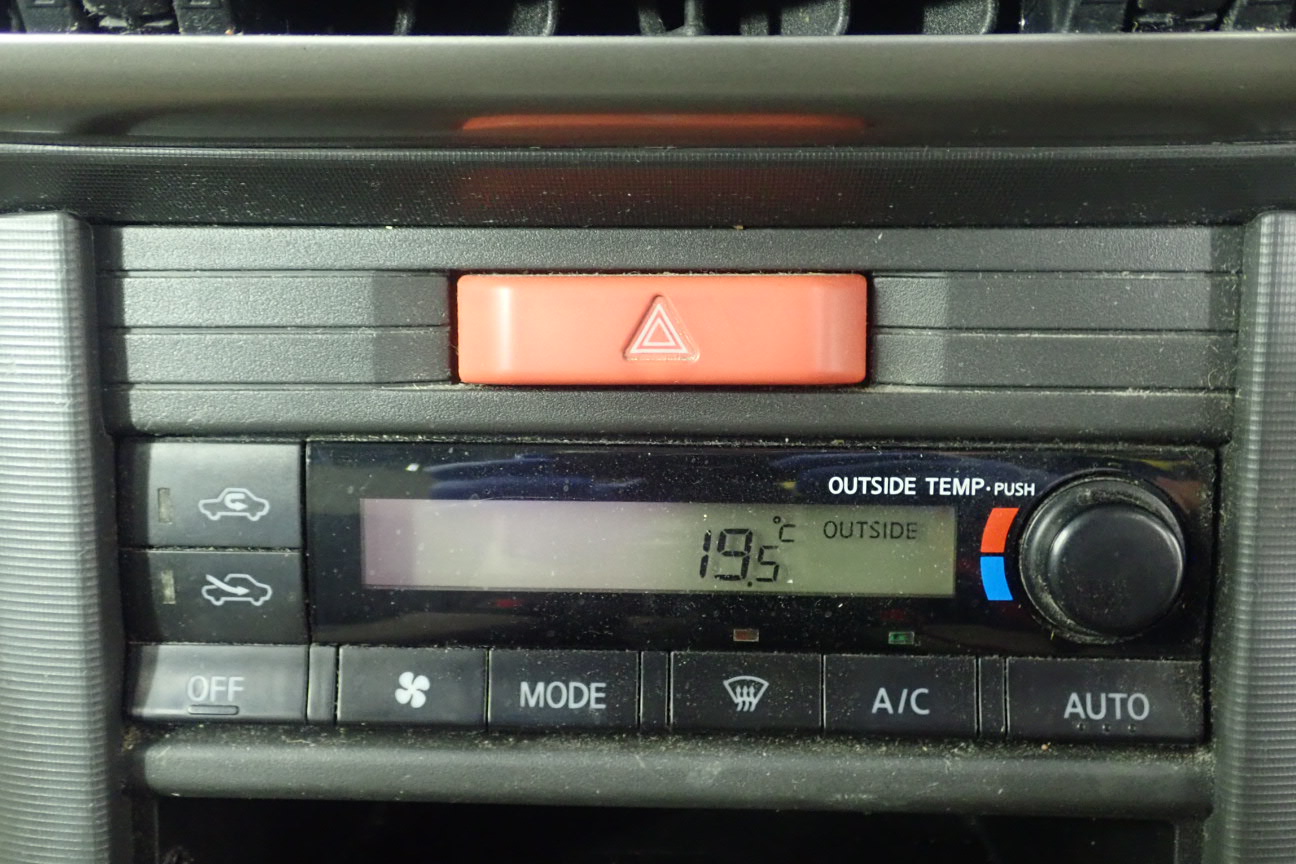 OUTSIDE TEMP·PUSH
19.5°C OUTSIDE
OFF
MODE
A/C
AUTO